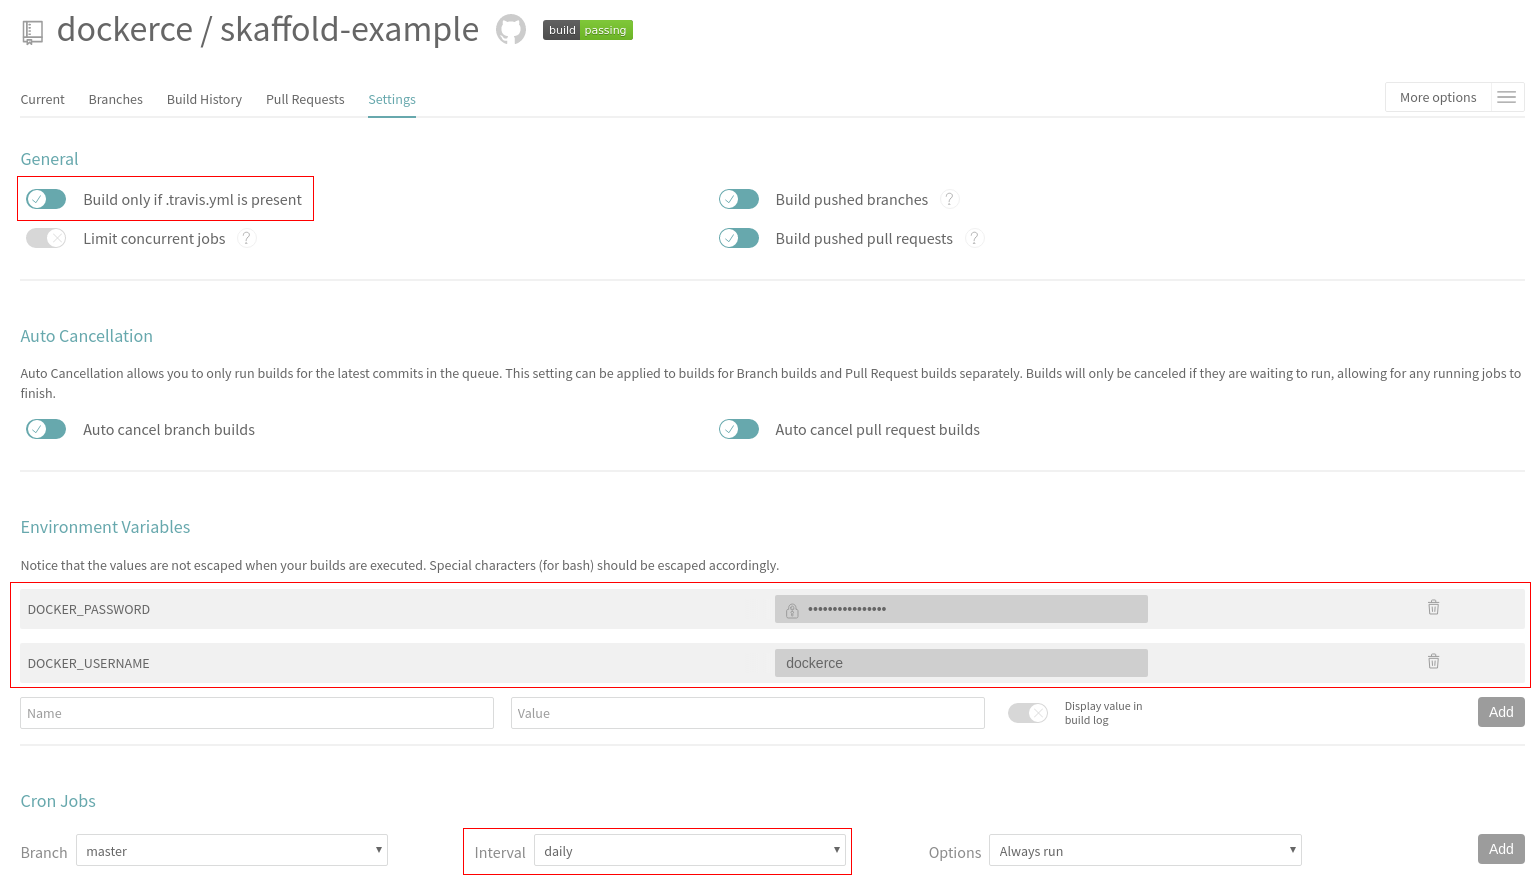 dockerce / skaffold-example build passing
Current Branches Build History Pull Requests Settings More options
General
Build only if .travis.yml is present Build pushed branches ?
Limit concurrent jobs ? Build pushed pull requests ?
Auto Cancellation
Auto Cancellation allows you to only run builds for the latest commits in the queue. This setting can be applied to builds for Branch builds and Pull Request builds separately. Builds will only be canceled if they are waiting to run, allowing for any running jobs to
finish.
Auto cancel branch builds Auto cancel pull request builds
Environment Variables
Notice that the values are not escaped when your builds are executed. Special characters (for bash) should be escaped accordingly.
DOCKER_PASSWORD ••••••••••••••••
DOCKER_USERNAME dockerce
Name Value Display value in
build log Add
Cron Jobs
Branch master Interval daily Options Always run Add